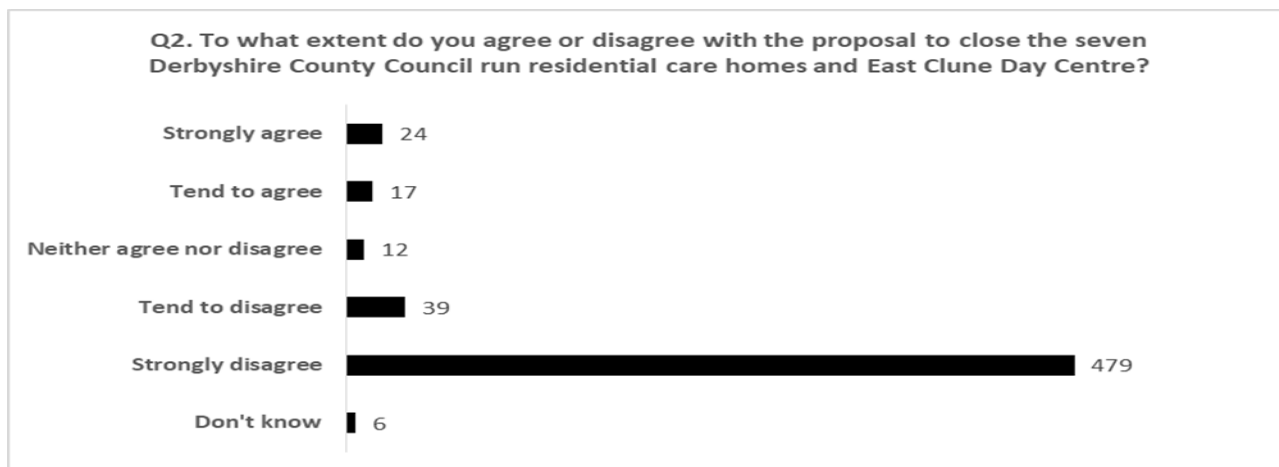 Q2. To what extent do you agree or disagree with the proposal to close the seven
Derbyshire County Council run residential care homes and East Clune Day Centre?
Strongly agree 24
Tend to agree 17
Neither agree nor disagree 12
Tend to disagree 39
Strongly disagree 479
Don't know 6